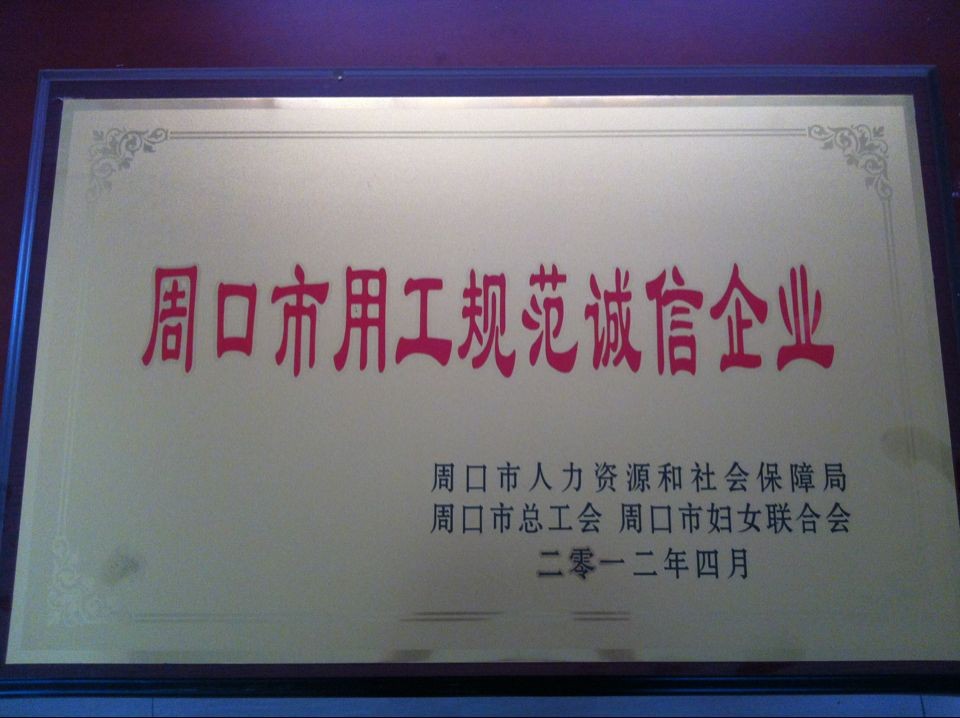 周口市用工规范诚信企业
周口市人力资源和社会保障局
周口市总工会 周口市妇女联合会
二零一二年四月